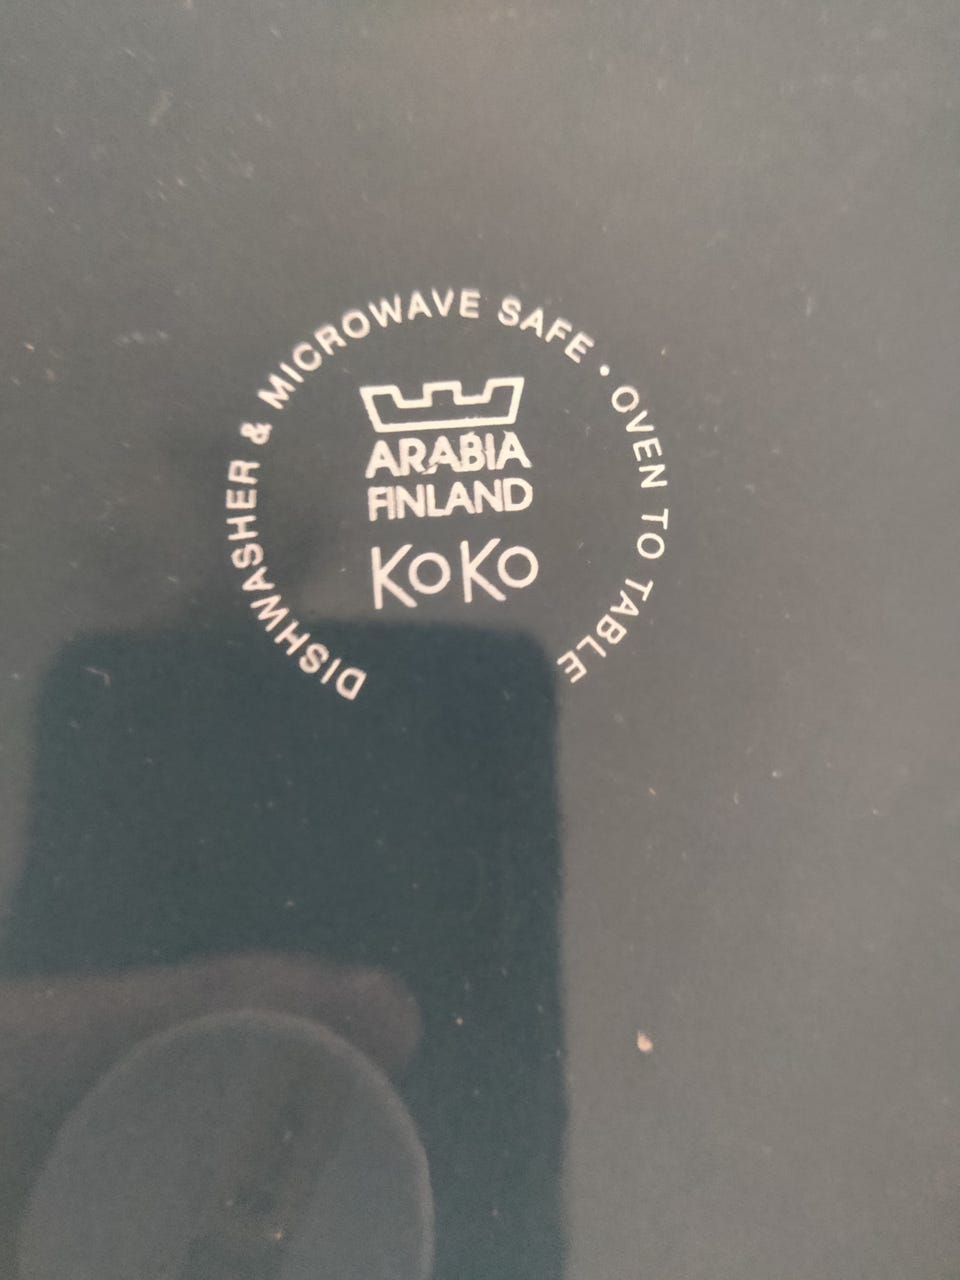 DISHWASHER & MICROWAVE SAFE • OVEN TO TABLE
ARABIA
FINLAND
KoKo